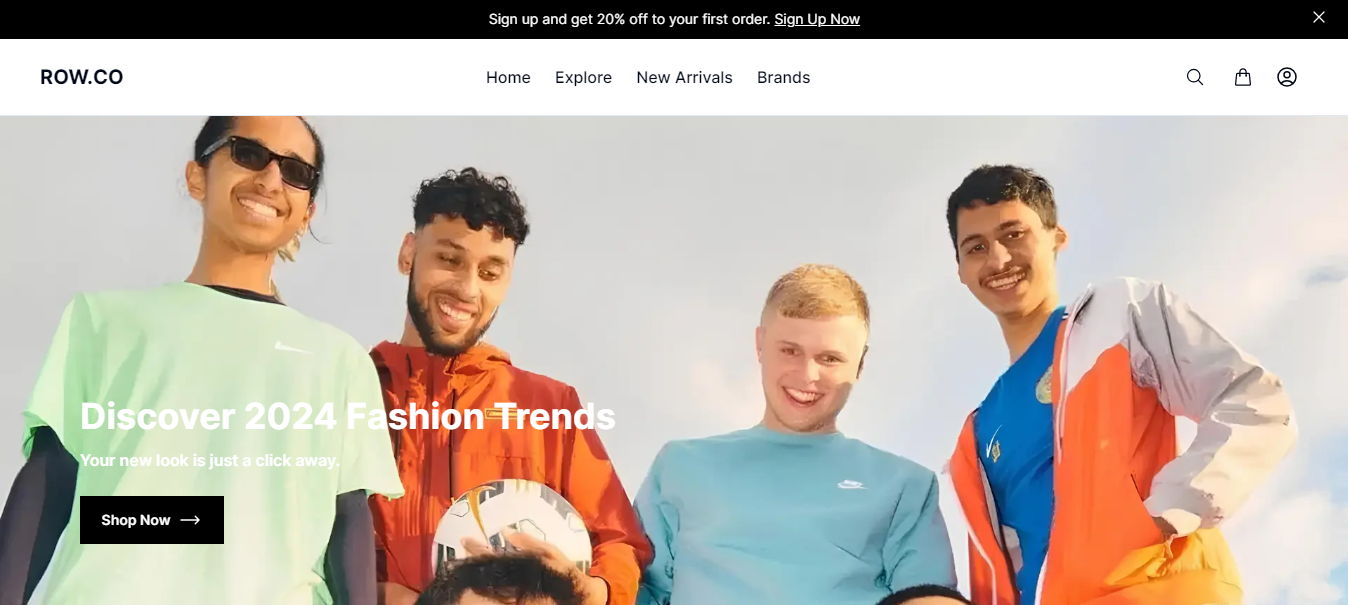 Sign up and get 20% off to your first order. Sign Up Now
ROW.CO
Home Explore New Arrivals Brands
Discover 2024 Fashion Trends
Your new look is just a click away.
Shop Now